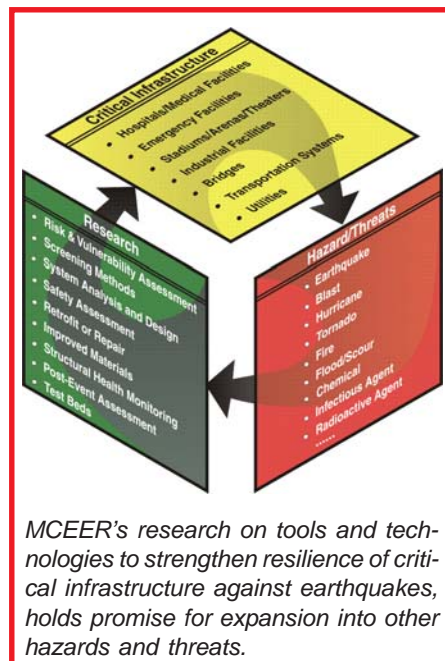 Critical Infrastructure
• Hospitals/Medical Facilities
• Emergency Facilities
• Stadiums/Arenas/Theaters
• Industrial Facilities
• Bridges
• Transportation Systems
• Utilities
Research
• Risk & Vulnerability Assessment
• Screening Methods
• System Analysis and Design
• Safety Assessment
• Retrofit or Repair
• Improved Materials
• Structural Health Monitoring
• Post-Event Assessment
• Test Beds
Hazard/Threats
• Earthquake
• Blast
• Hurricane
• Tornado
• Fire
• Flood/Scour
• Chemical
• Infectious Agent
• Radioactive Agent
• ......
MCEER's research on tools and tech-
nologies to strengthen resilience of criti-
cal infrastructure against earthquakes,
holds promise for expansion into other
hazards and threats.